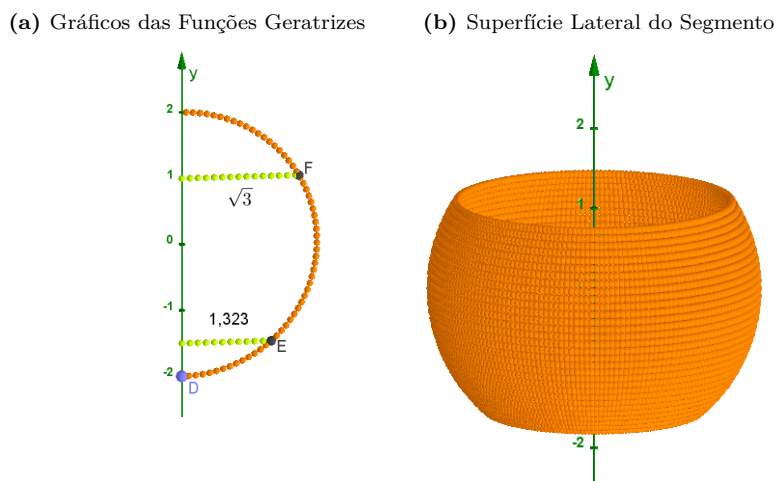 (a) Gráficos das Funções Geratrizes
(b) Superfície Lateral do Segmento
y
2
F
1
√3
0
-1
1,323
E
-2
D
y
2
1
-2